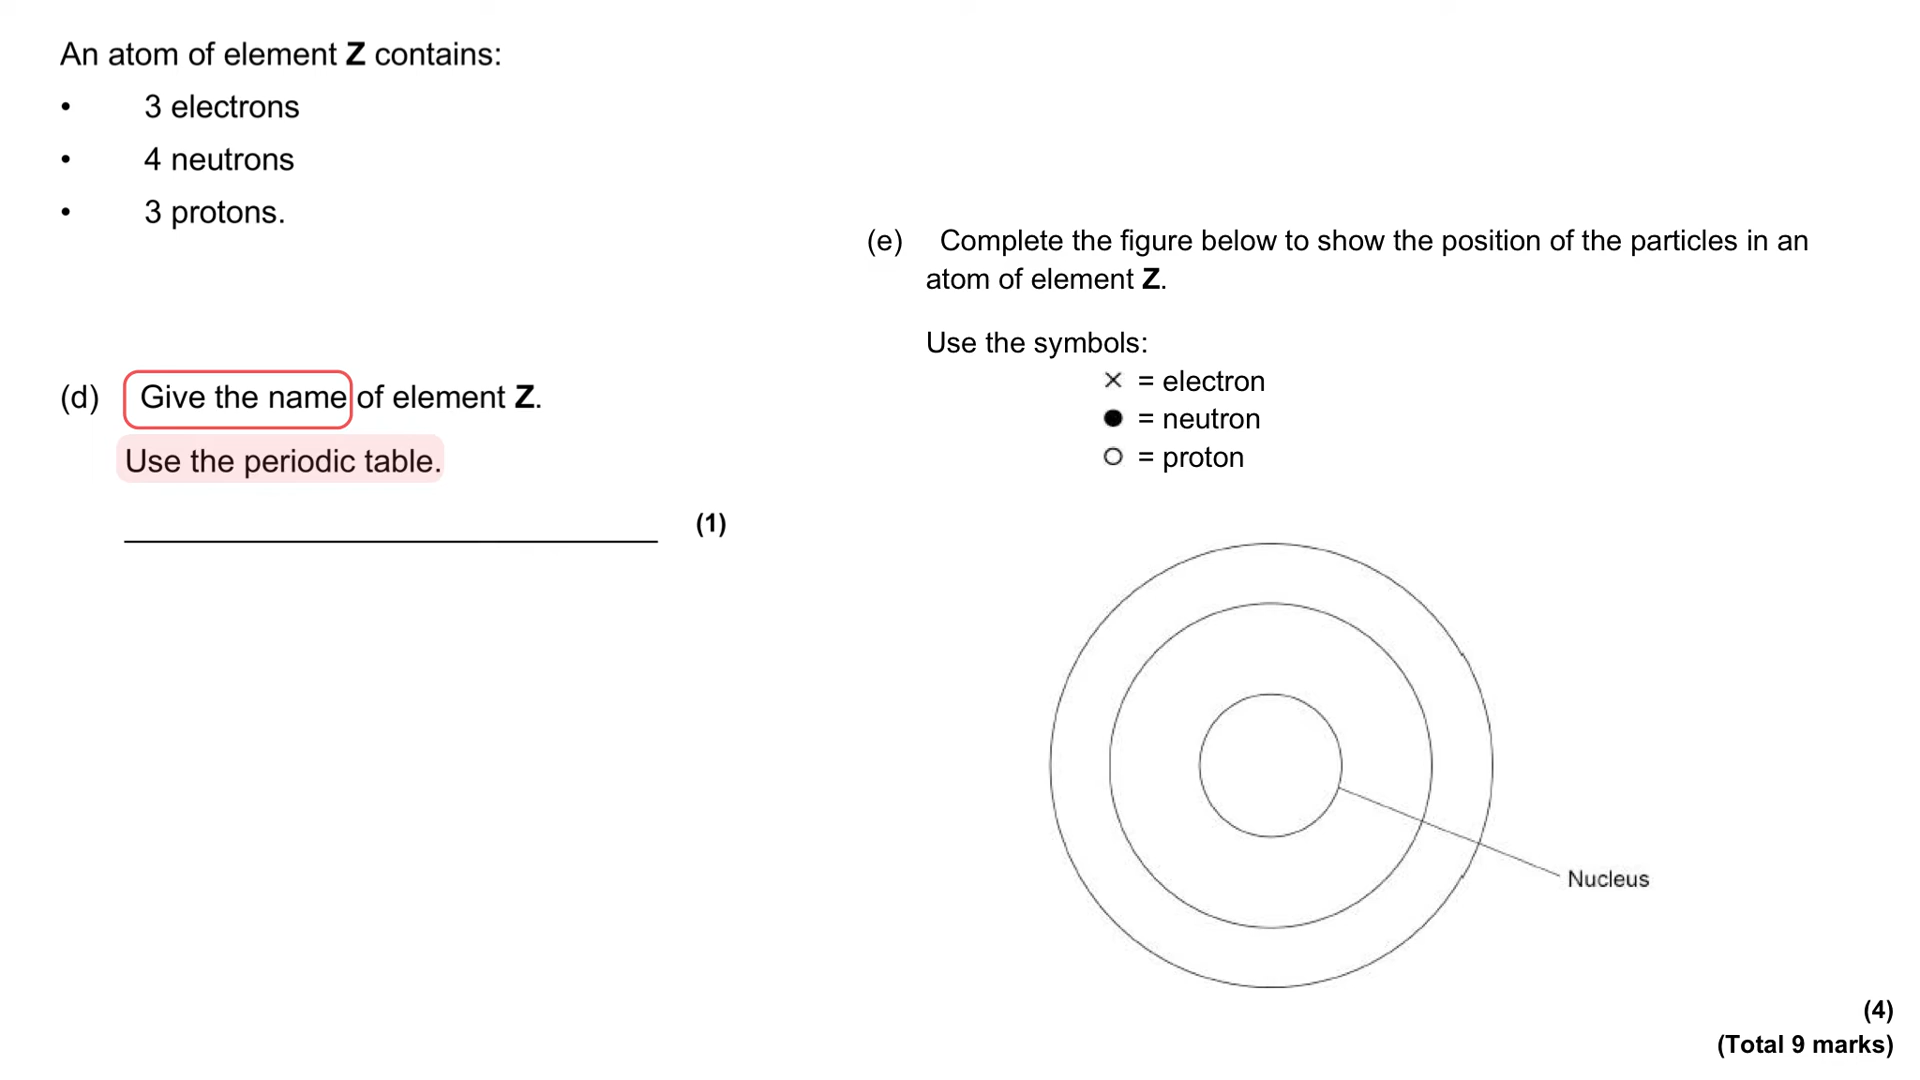 An atom of element Z contains:
• 3 electrons
• 4 neutrons
• 3 protons.
(d) Give the name of element Z.
Use the periodic table.
(1)
(e) Complete the figure below to show the position of the particles in an
atom of element Z.
Use the symbols:
× = electron
● = neutron
○ = proton
Nucleus
(4)
(Total 9 marks)